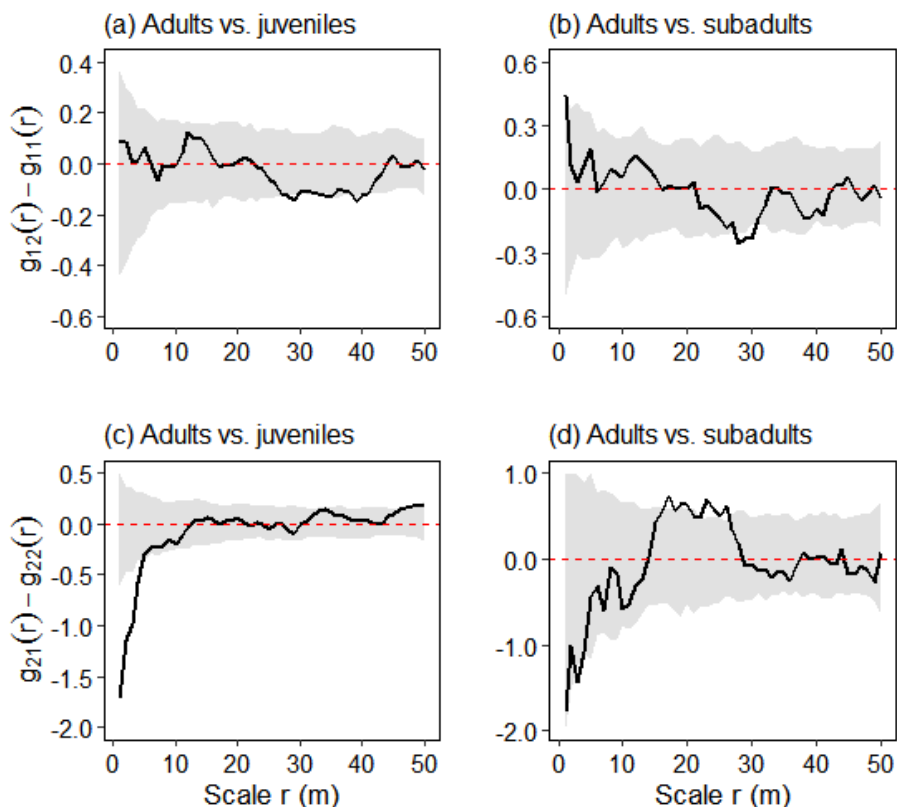 (a) Adults vs. juveniles
(b) Adults vs. subadults
g12(r) − g11(r)
0.4
0.2
0.0
-0.2
-0.4
-0.6
0 10 20 30 40 50
0.6
0.3
0.0
-0.3
-0.6
0 10 20 30 40 50
(c) Adults vs. juveniles
(d) Adults vs. subadults
g21(r) − g22(r)
0.5
0.0
-0.5
-1.0
-1.5
-2.0
0 10 20 30 40 50
Scale r (m)
1.0
0.0
-1.0
-2.0
0 10 20 30 40 50
Scale r (m)